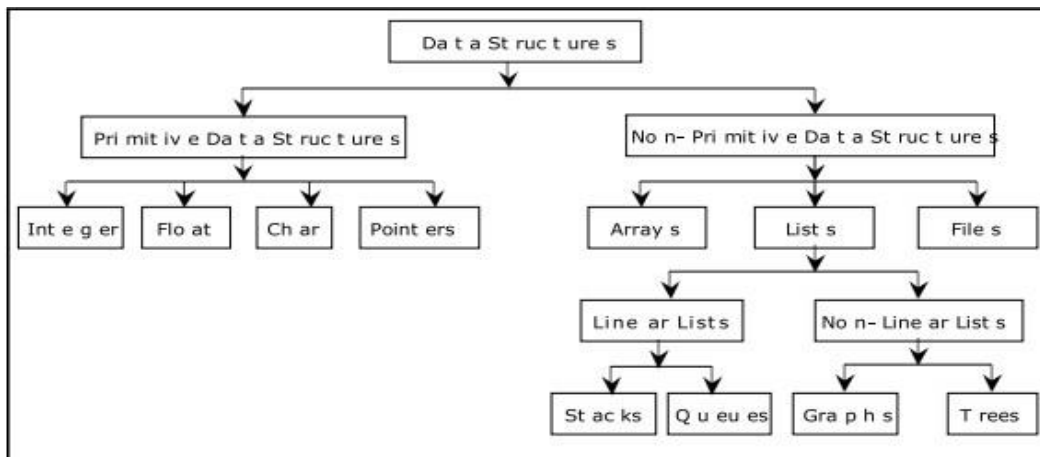 Data Structures
Primitive Data Structures
Non-Primitive Data Structures
Integer
Float
Char
Pointers
Arrays
Lists
Files
Linear Lists
Non-Linear Lists
Stacks
Queues
Graphs
Trees